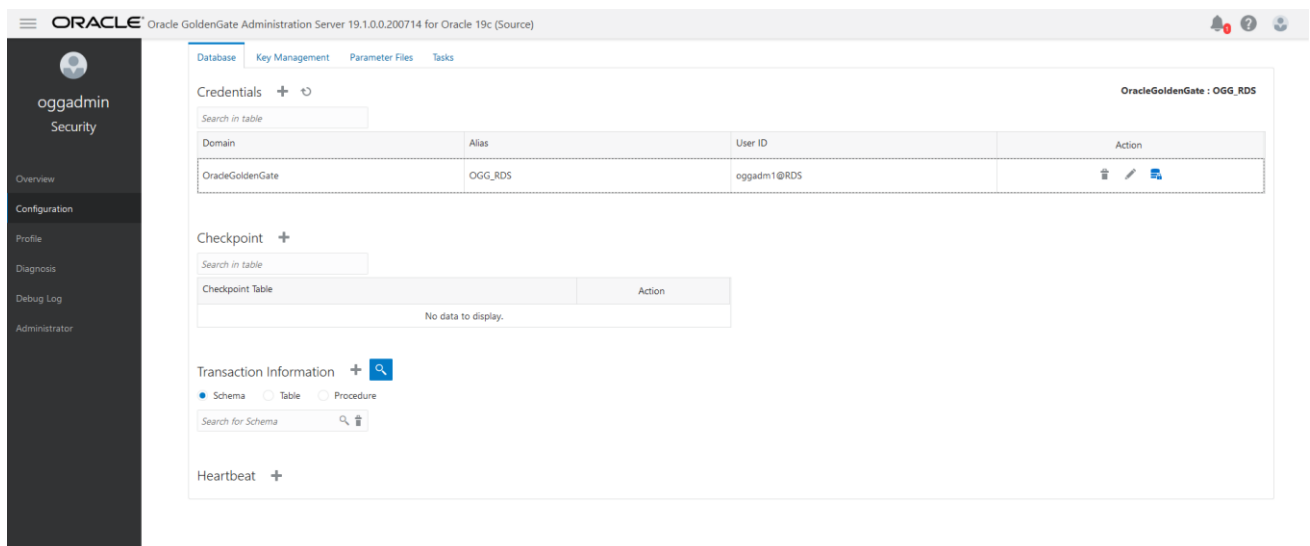 ORACLE® Oracle GoldenGate Administration Server 19.1.0.0.200714 for Oracle 19c (Source)
oggadmin
Security
Overview
Configuration
Profile
Diagnosis
Debug Log
Administrator
Database Key Management Parameter Files Tasks
Credentials
OracleGoldenGate : OGG_RDS
Search in table
Domain Alias User ID Action
OracleGoldenGate OGG_RDS oggadm1@RDS
Checkpoint
Search in table
Checkpoint Table Action
No data to display.
Transaction Information
Schema Table Procedure
Search for Schema
Heartbeat